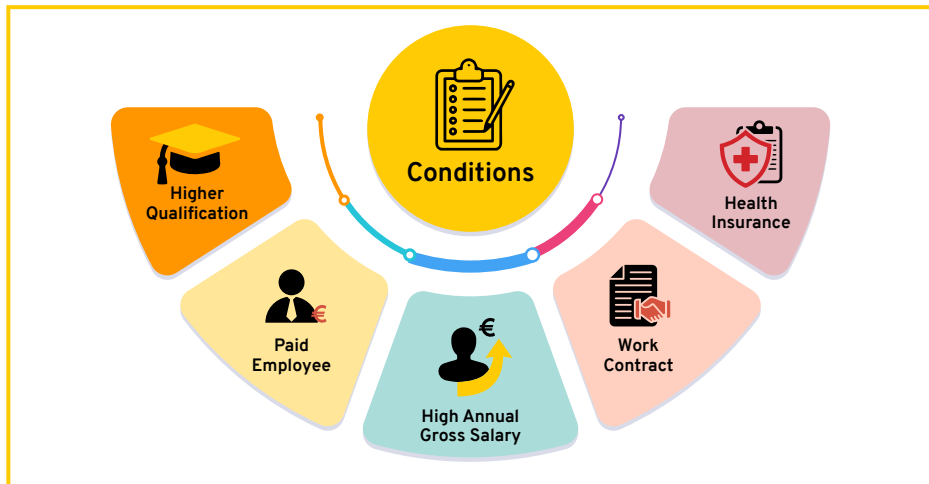 Conditions
Higher
Qualification
Paid
Employee
€
High Annual
Gross Salary
€
Work
Contract
Health
Insurance